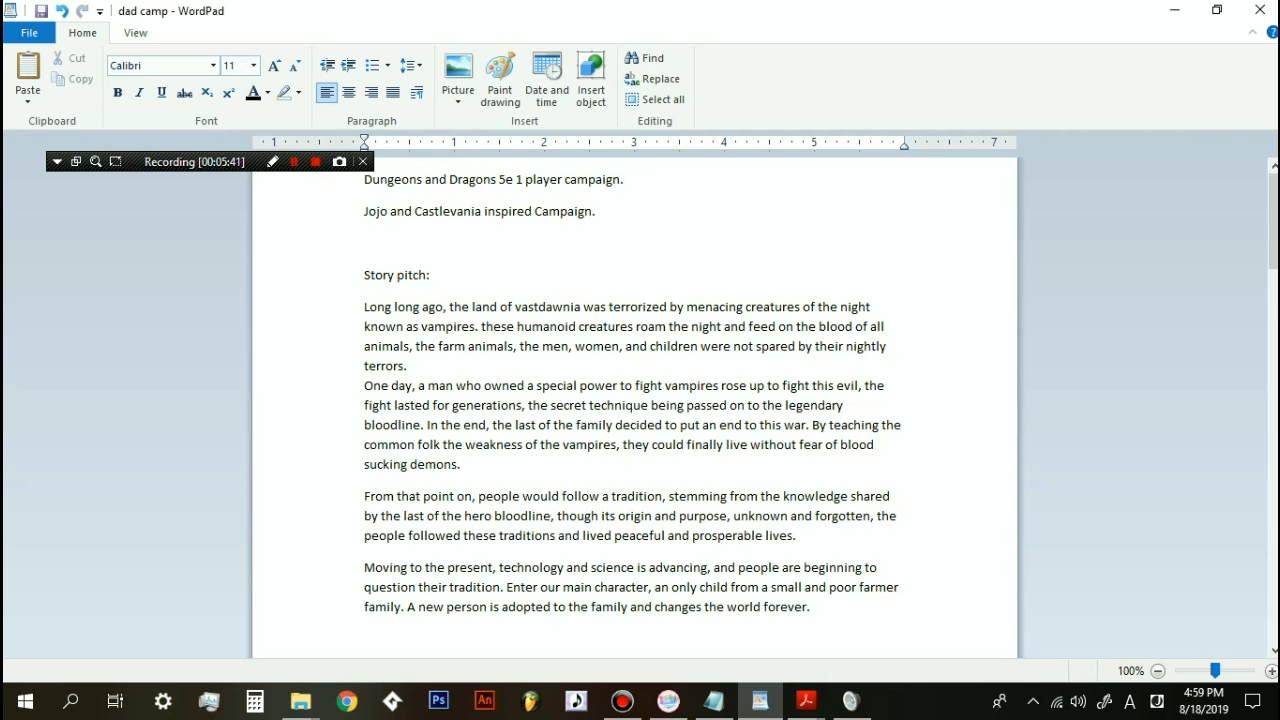 dad camp - WordPad
File Home View
Calibri 11
Cut
Copy
Paste
Clipboard
Font
Paragraph
Picture
Paint drawing
Date and time
Insert object
Insert
Find
Replace
Select all
Editing
1 1 2 3 4 5 7
Recording [00:05:41]
Dungeons and Dragons 5e 1 player campaign.
Jojo and Castlevania inspired Campaign.
Story pitch:
Long long ago, the land of vastdawnia was terrorized by menacing creatures of the night
known as vampires. these humanoid creatures roam the night and feed on the blood of all
animals, the farm animals, the men, women, and children were not spared by their nightly
terrors.
One day, a man who owned a special power to fight vampires rose up to fight this evil, the
fight lasted for generations, the secret technique being passed on to the legendary
bloodline. In the end, the last of the family decided to put an end to this war. By teaching the
common folk the weakness of the vampires, they could finally live without fear of blood
sucking demons.
From that point on, people would follow a tradition, stemming from the knowledge shared
by the last of the hero bloodline, though its origin and purpose, unknown and forgotten, the
people followed these traditions and lived peaceful and prosperable lives.
Moving to the present, technology and science is advancing, and people are beginning to
question their tradition. Enter our main character, an only child from a small and poor farmer
family. A new person is adopted to the family and changes the world forever.
100%
Ps An
A
4:59 PM
8/18/2019